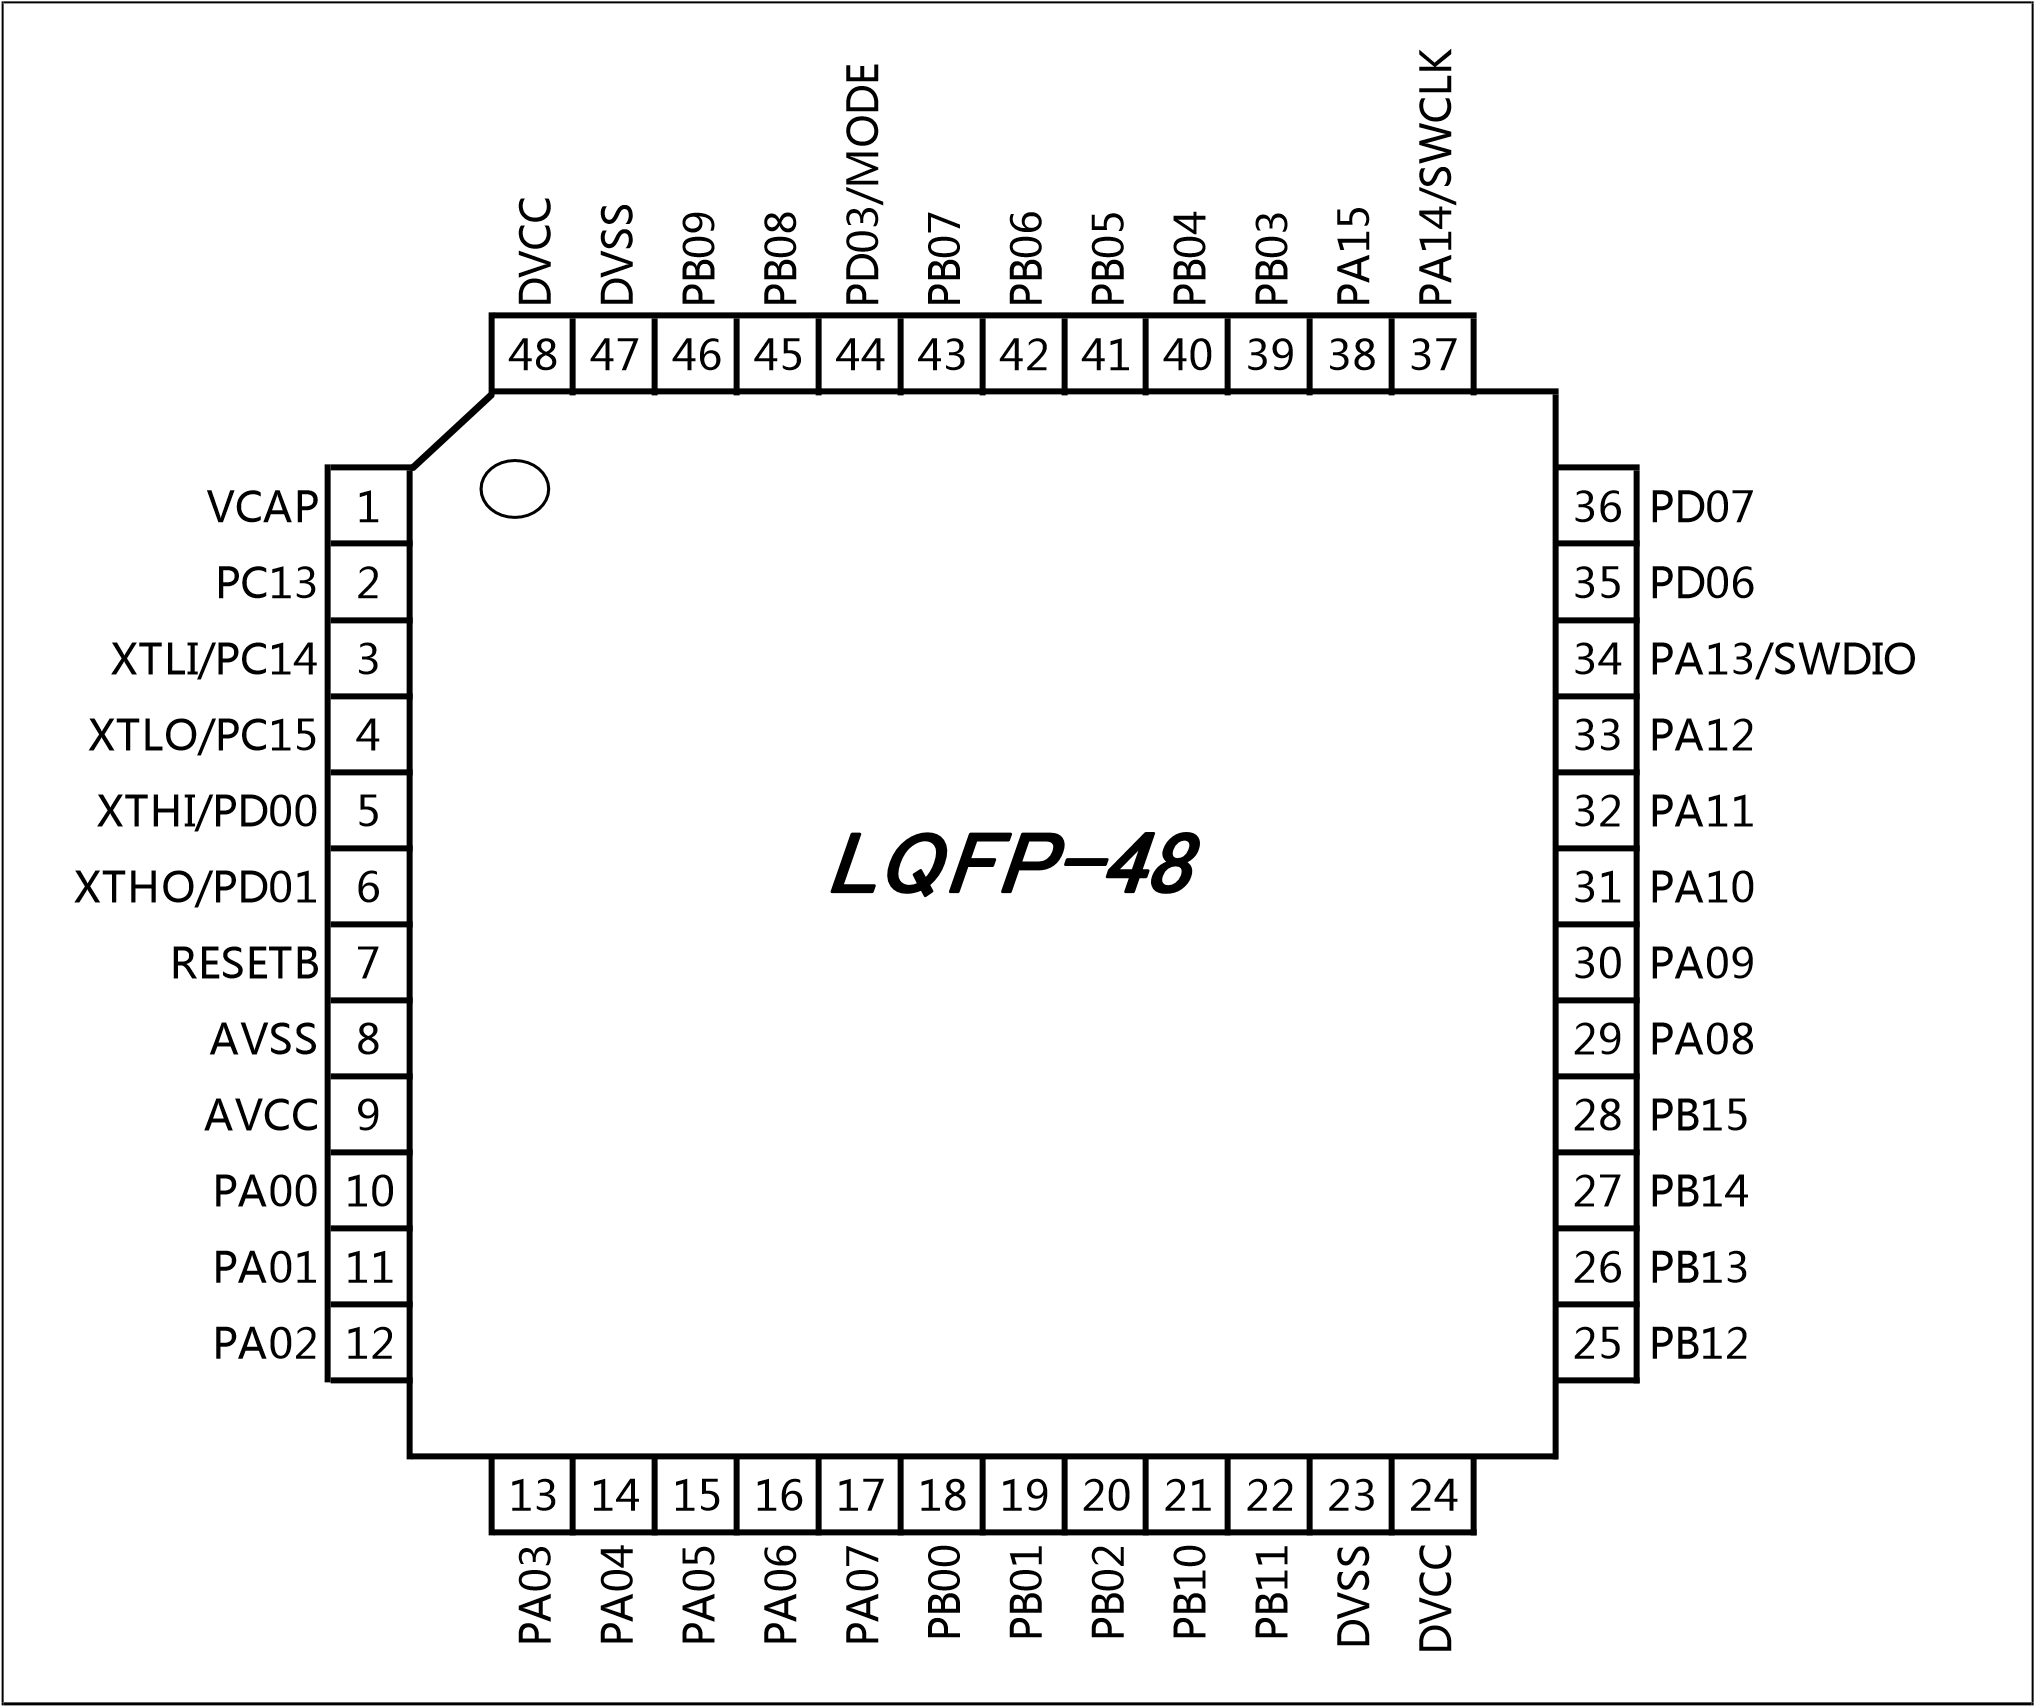 DVCC
DVSS
PB09
PB08
PD03/MODE
PB07
PB06
PB05
PB04
PB03
PA15
PA14/SWCLK
48 47 46 45 44 43 42 41 40 39 38 37
VCAP 1
PC13 2
XTLI/PC14 3
XTLO/PC15 4
XTHI/PD00 5
XTHO/PD01 6
RESETB 7
AVSS 8
AVCC 9
PA00 10
PA01 11
PA02 12
LQFP-48
36 PD07
35 PD06
34 PA13/SWDIO
33 PA12
32 PA11
31 PA10
30 PA09
29 PA08
28 PB15
27 PB14
26 PB13
25 PB12
13 14 15 16 17 18 19 20 21 22 23 24
PA03
PA04
PA05
PA06
PA07
PB00
PB01
PB02
PB10
PB11
DVSS
DVCC